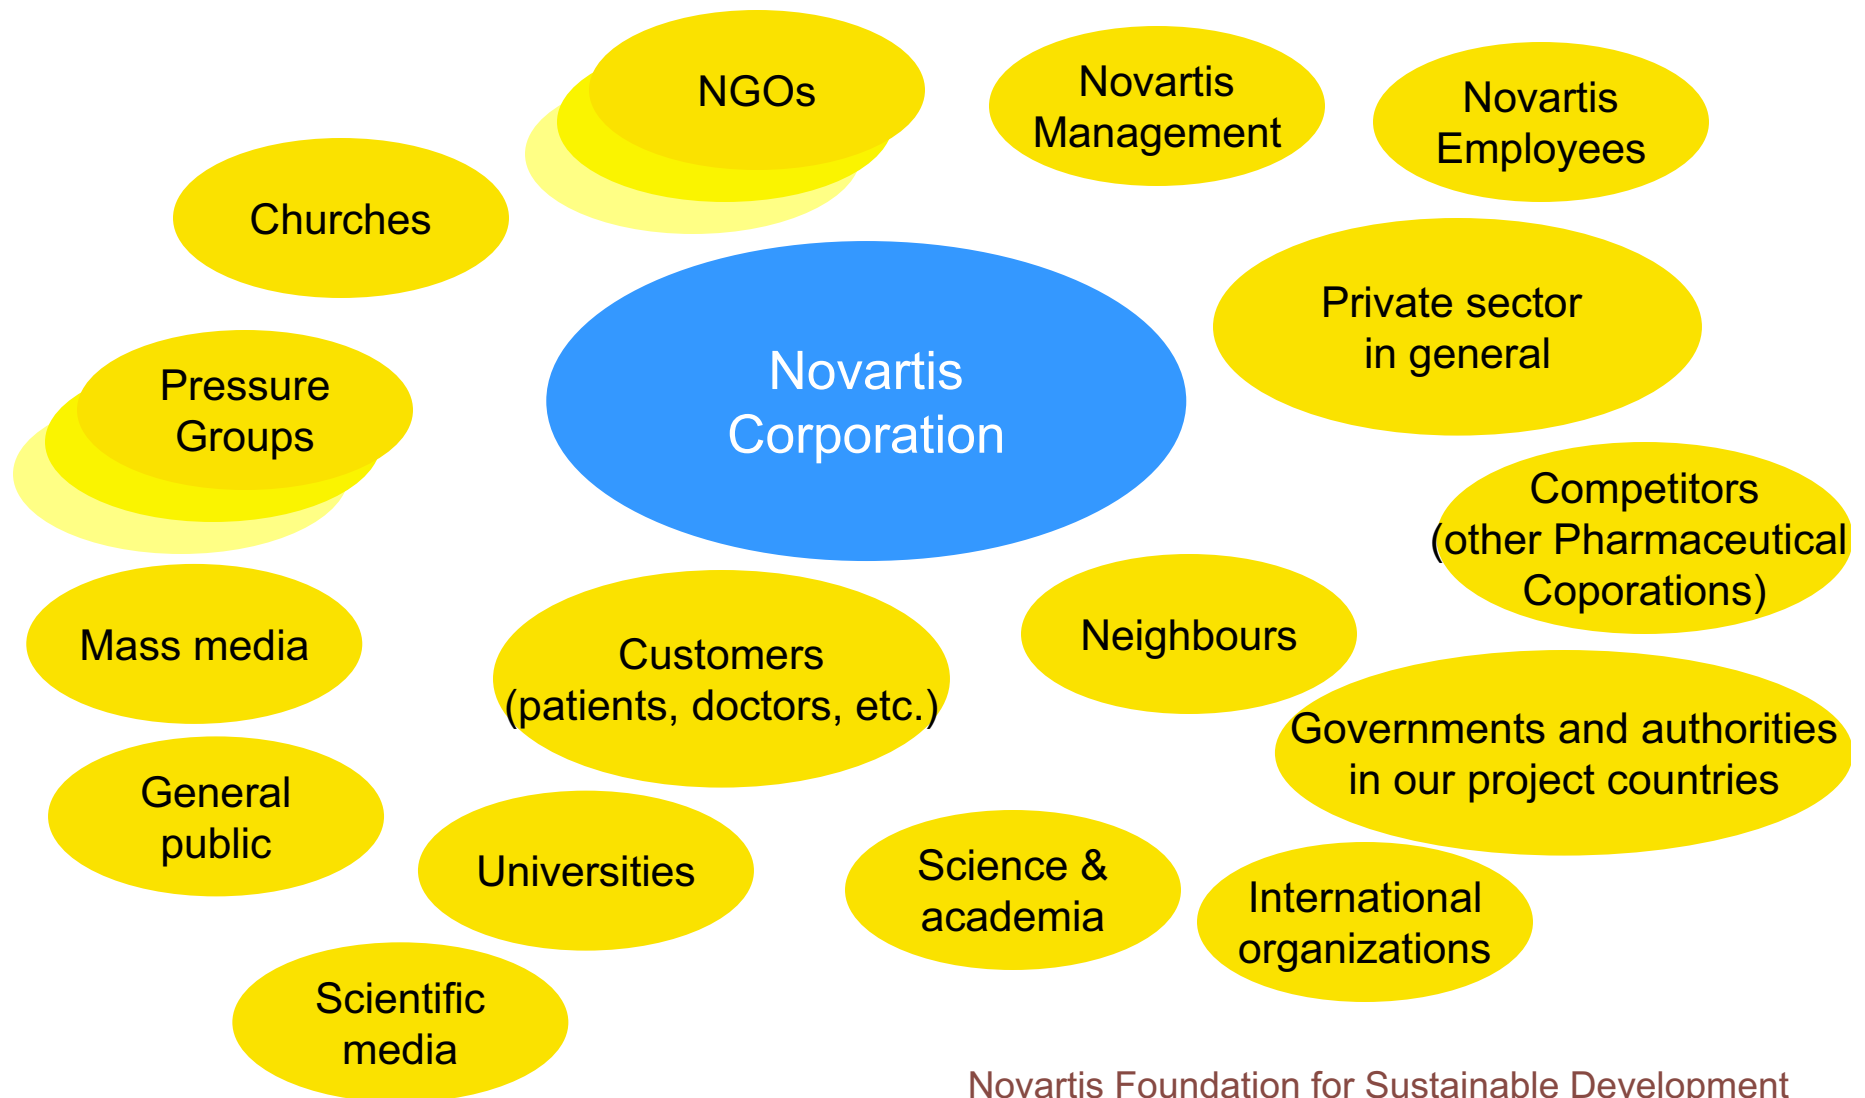 NGOs
Novartis
Management
Novartis
Employees
Churches
Private sector
in general
Novartis
Corporation
Pressure
Groups
Competitors
(other Pharmaceutical
Coporations)
Mass media
Customers
(patients, doctors, etc.)
Neighbours
Governments and authorities
in our project countries
General
public
Universities
Science &
academia
International
organizations
Scientific
media
Novartis Foundation for Sustainable Development